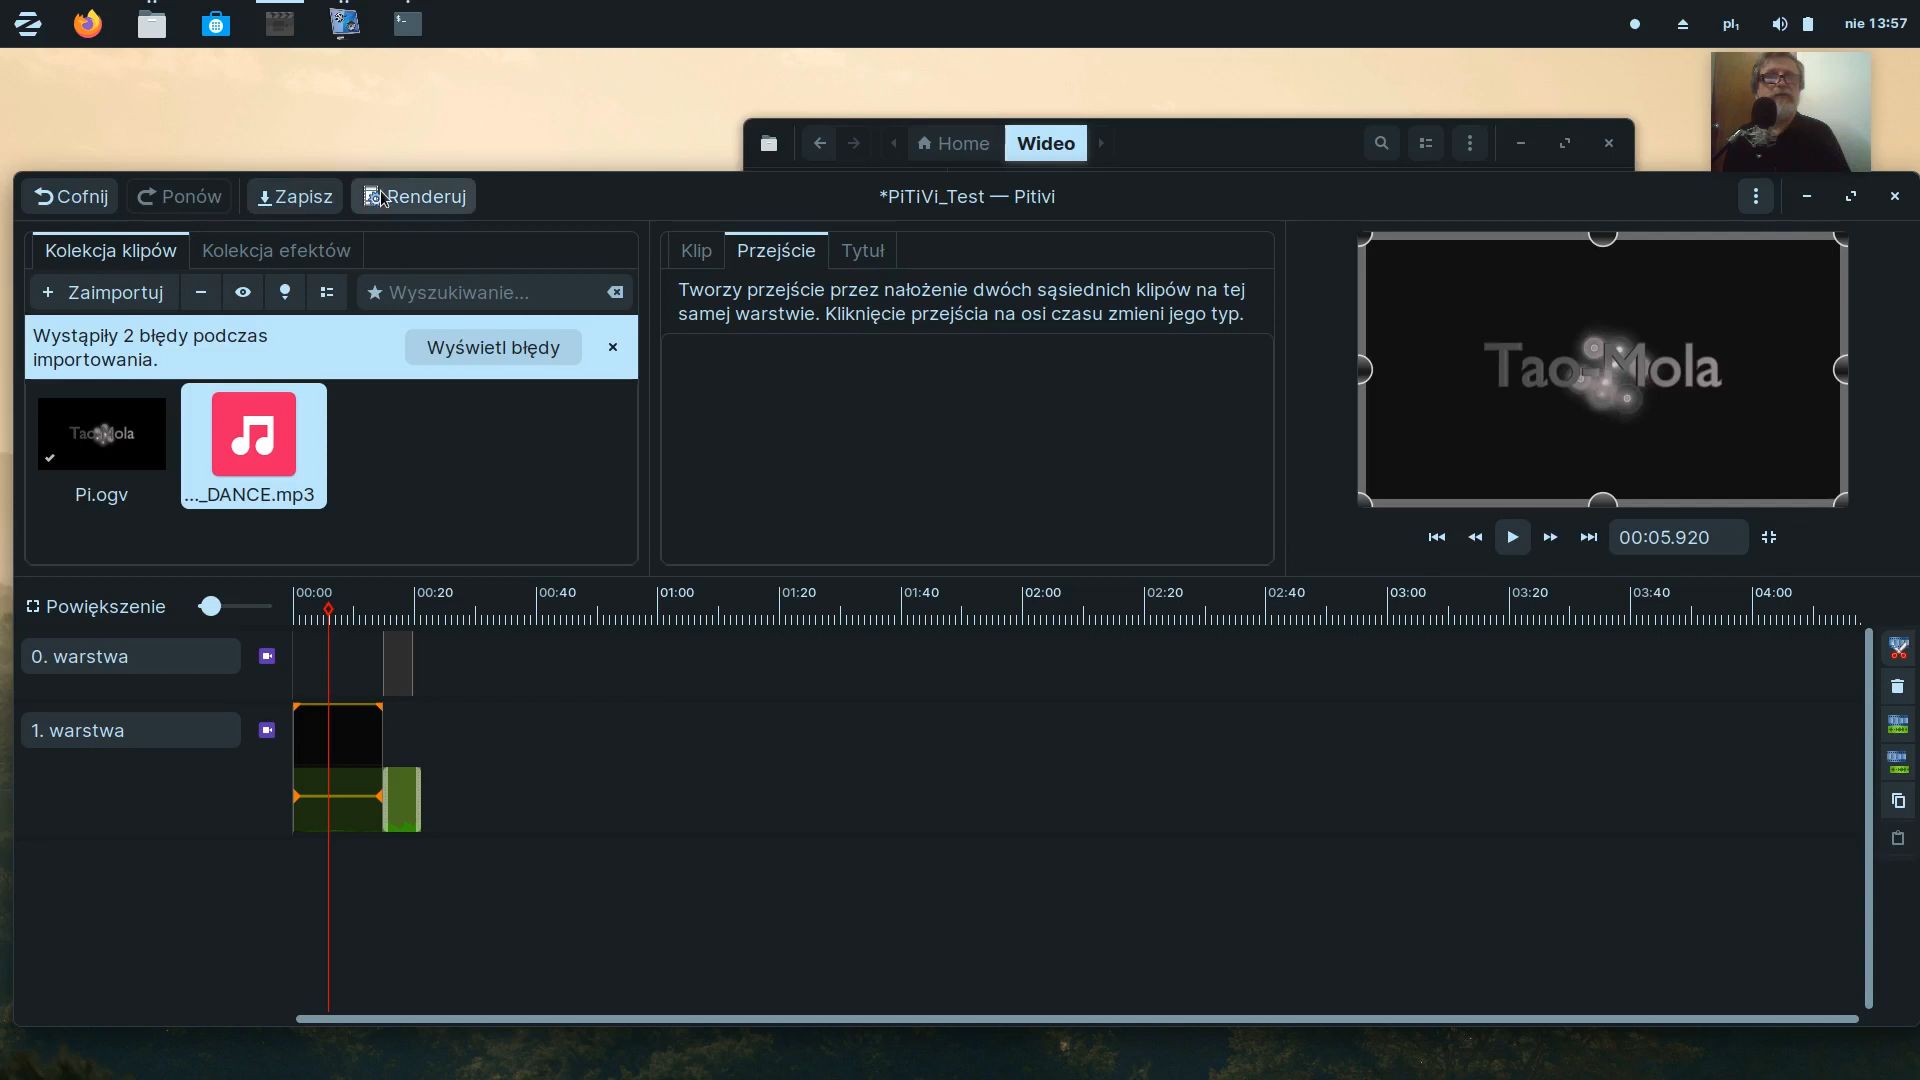 pl₁
nie 13:57
Home
Wideo
Cofnij
Ponów
Zapisz
Renderuj
*PiTiVi_Test — Pitivi
Kolekcja klipów
Kolekcja efektów
Zaimportuj
Wyszukiwanie...
Wystąpiły 2 błędy podczas
importowania.
Wyświetl błędy
Tao-Mola
Pi.ogv
..._DANCE.mp3
Klip
Przejście
Tytuł
Tworzy przejście przez nałożenie dwóch sąsiednich klipów na tej
samej warstwie. Kliknięcie przejścia na osi czasu zmieni jego typ.
Tao-Mola
00:05.920
Powiększenie
00:00
00:20
00:40
01:00
01:20
01:40
02:00
02:20
02:40
03:00
03:20
03:40
04:00
0. warstwa
1. warstwa